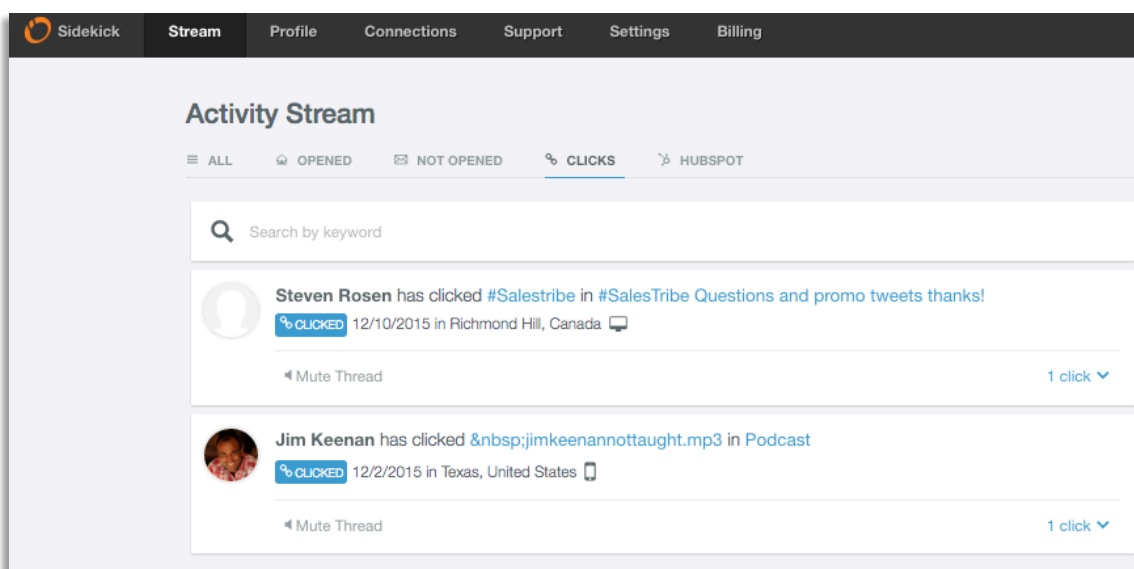 Sidekick Stream Profile Connections Support Settings Billing
Activity Stream
ALL OPENED NOT OPENED CLICKS HUBSPOT
Search by keyword
Steven Rosen has clicked #Salestribe in #SalesTribe Questions and promo tweets thanks!
CLICKED 12/10/2015 in Richmond Hill, Canada
Mute Thread 1 click
Jim Keenan has clicked &nbsp;jimkeenannottaught.mp3 in Podcast
CLICKED 12/2/2015 in Texas, United States
Mute Thread 1 click